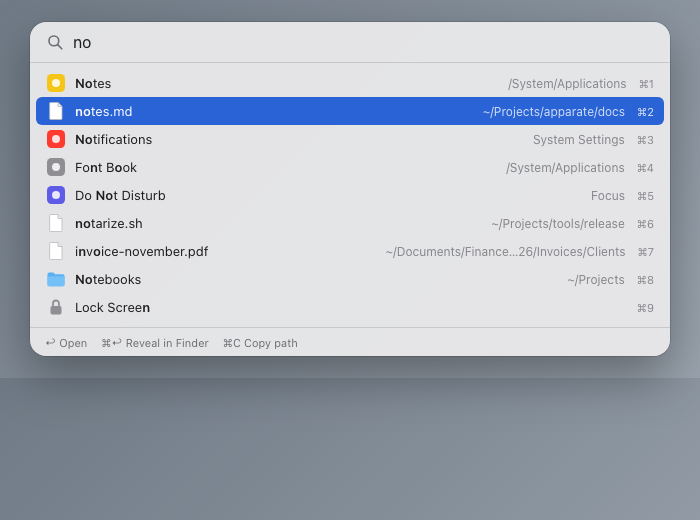 no
Notes /System/Applications ⌘1
notes.md ~/Projects/apparate/docs ⌘2
Notifications System Settings ⌘3
Font Book /System/Applications ⌘4
Do Not Disturb Focus ⌘5
notarize.sh ~/Projects/tools/release ⌘6
invoice-november.pdf ~/Documents/Finance...26/Invoices/Clients ⌘7
Notebooks ~/Projects ⌘8
Lock Screen ⌘9
↩ Open ⌘↩ Reveal in Finder ⌘C Copy path